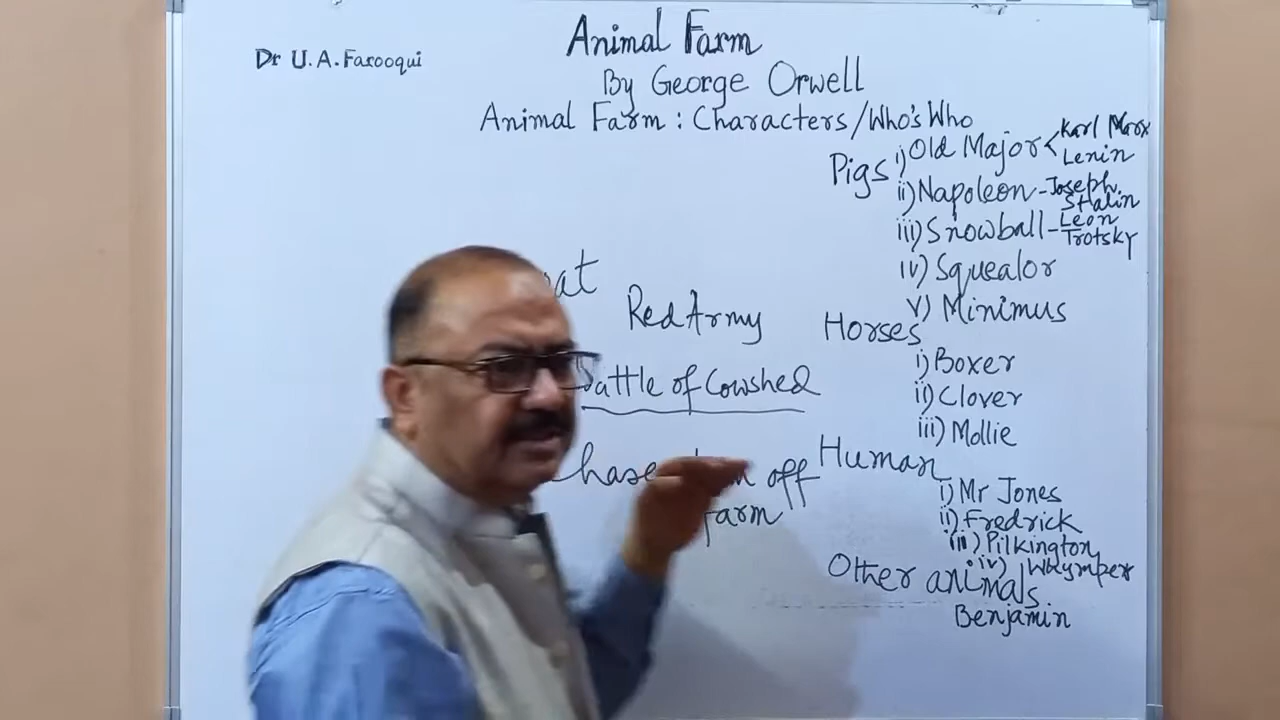 Dr U.A.Farooqui
Animal Farm
By George Orwell
Animal Farm : Characters/Who's Who
Pigs
i) Old Major < Karl Marx
Lenin
ii) Napoleon - Joseph
Stalin
iii) Snowball - Leon
Trotsky
iv) Squealor
v) Minimus
Horses
i) Boxer
ii) Clover
iii) Mollie
Human
i) Mr Jones
ii) Fredrick
iii) Pilkington
iv) Whymper
Other animals
Benjamin
Red Army
of Cowshed
off